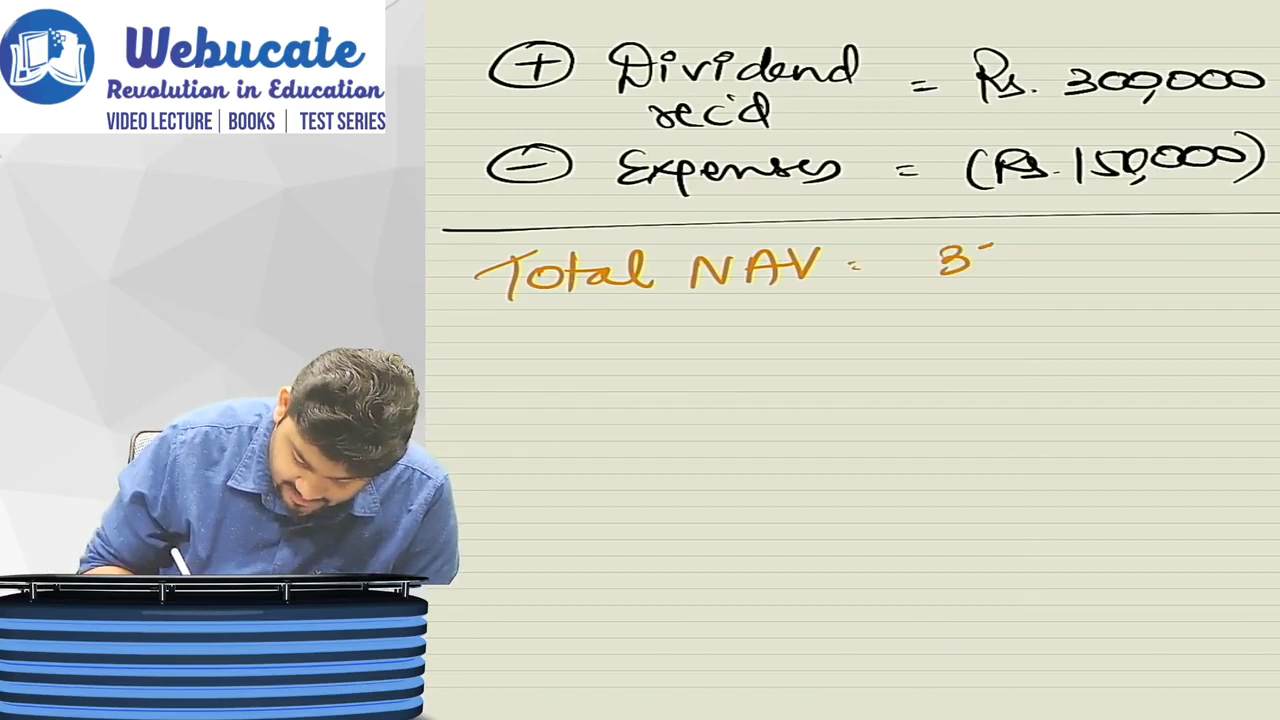 Webucate
Revolution in Education
VIDEO LECTURE | BOOKS | TEST SERIES
+ Dividend = Rs. 300,000
rec'd
- Expenses = (Rs. 150,000)
Total NAV = 3